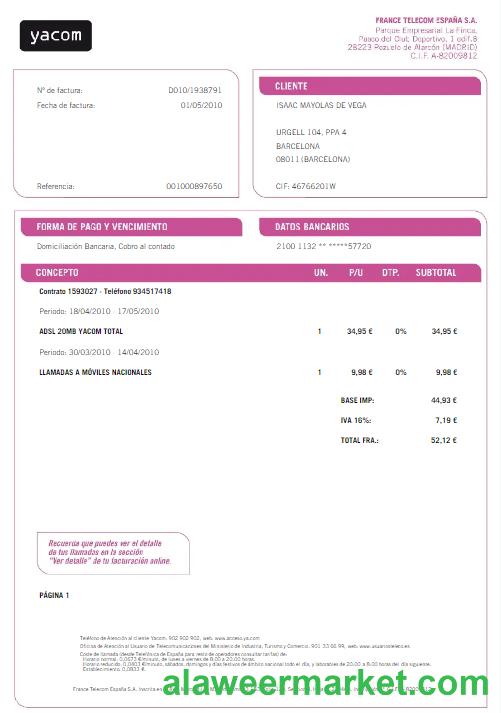 yacom
FRANCE TELECOM ESPAÑA S.A.
Parque Empresarial La Finca,
Paseo del Club Deportivo, 1 edif.8
28223 Pozuelo de Alarcón (MADRID)
C.I.F. A-82009812
Nº de factura: D010/1938791
Fecha de factura: 01/05/2010
Referencia: 001000897650
CLIENTE
ISAAC MAYOLAS DE VEGA
URGELL 104, PPA 4
BARCELONA
08011 (BARCELONA)
CIF: 46766201W
FORMA DE PAGO Y VENCIMIENTO
Domiciliación Bancaria, Cobro al contado
DATOS BANCARIOS
2100 1132 ** *****57720
CONCEPTO UN. P/U DTP. SUBTOTAL
Contrato 1593027 - Teléfono 934517418
Periodo: 18/04/2010 - 17/05/2010
ADSL 20MB YACOM TOTAL 1 34,95 € 0% 34,95 €
Periodo: 30/03/2010 - 14/04/2010
LLAMADAS A MÓVILES NACIONALES 1 9,98 € 0% 9,98 €
BASE IMP: 44,93 €
IVA 16%: 7,19 €
TOTAL FRA.: 52,12 €
Recuerda que puedes ver el detalle
de tus llamadas en la sección
"Ver detalle" de tu facturación online.
PÁGINA 1
Teléfono de Atención al cliente Yacom: 902 902 902, web: www.acceso.ya.com
Oficina de Atención al Usuario de Telecomunicaciones del Ministerio de Industria, Turismo y Comercio. 901 33 66 99, web: www.usuariosteleco.es
Coste de llamada (desde Telefónica de España para resto de operadores consultar tarifas) de:
Horario normal: 0,0673 €/minuto, de lunes a viernes de 8:00 a 20:00 horas.
Horario reducido: 0,0403 €/minuto, sábados, domingos y días festivos de ámbito nacional todo el día, y laborables de 20:00 a 8:00 horas del día siguiente.
Establecimiento: 0,0833 €.
France Telecom España S.A. Inscrita en
alaweermarket.com